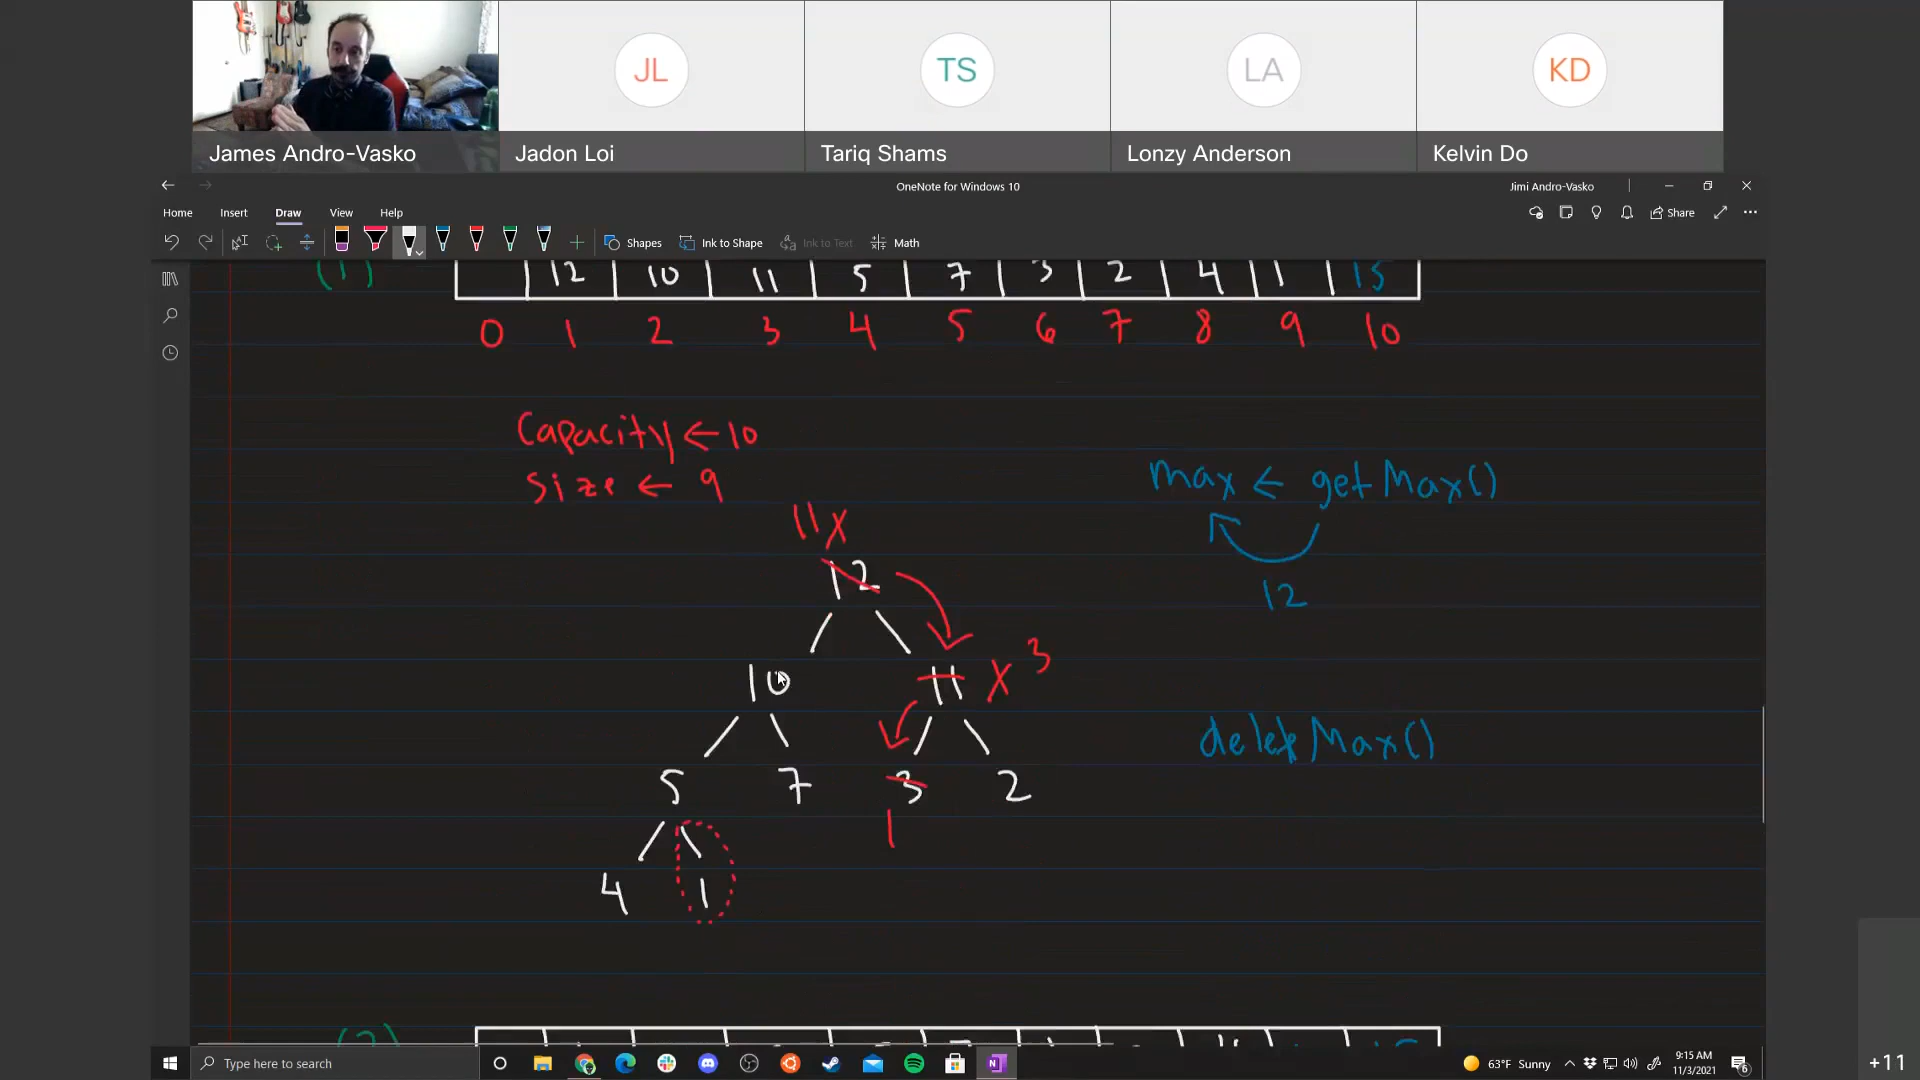 JL
TS
LA
KD
James Andro-Vasko
Jadon Loi
Tariq Shams
Lonzy Anderson
Kelvin Do
OneNote for Windows 10
Jimi Andro-Vasko
Home Insert Draw View Help
Share
Shapes Ink to Shape Ink to Text Math
(1) 12 10 11 5 7 3 2 4 1 15
0 1 2 3 4 5 6 7 8 9 10
Capacity ← 10
Size ← 9
max ← getMax()
12
11 X
12
10 11 X 3
deleteMax()
5 7 3 2
1
4 1
(2)
Type here to search
63°F Sunny
9:15 AM
11/3/2021
6
+11